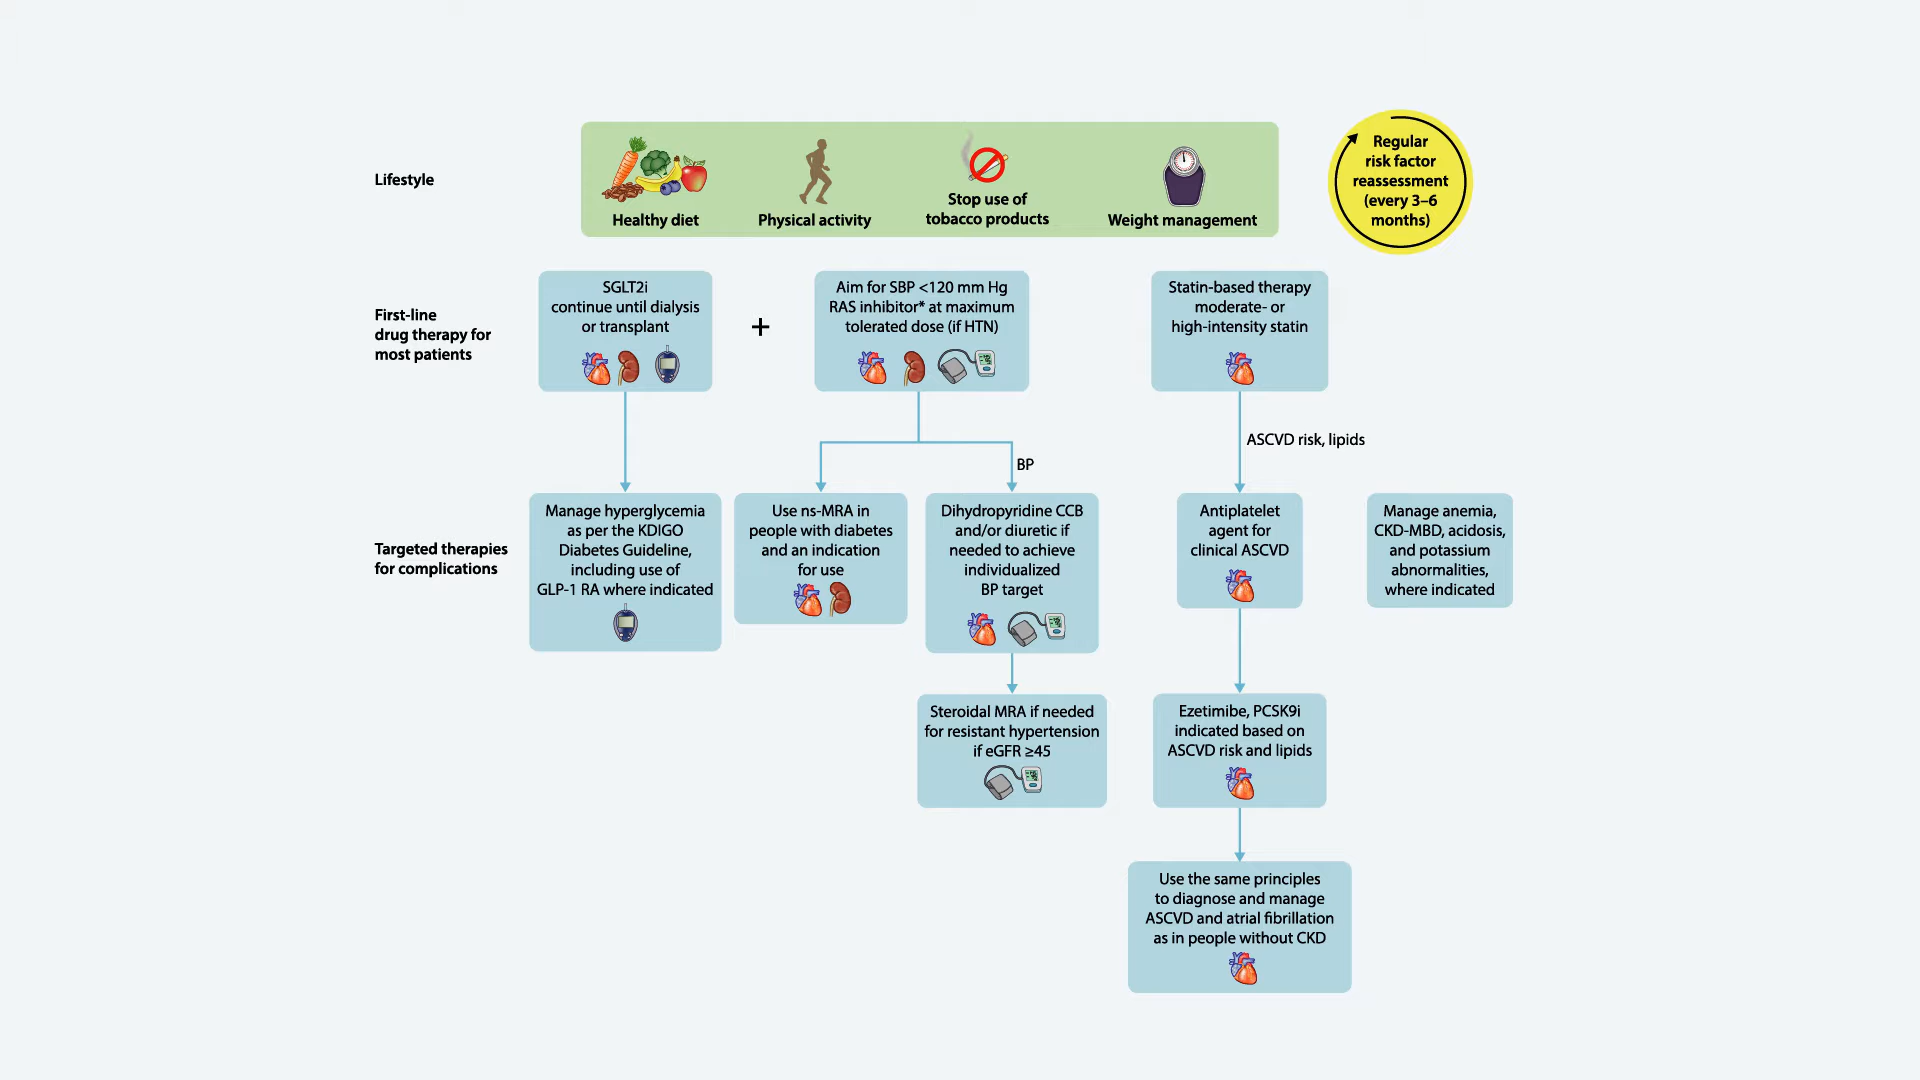 Lifestyle
Healthy diet
Physical activity
Stop use of
tobacco products
Weight management
Regular
risk factor
reassessment
(every 3–6
months)
First-line
drug therapy for
most patients
SGLT2i
continue until dialysis
or transplant
+
Aim for SBP <120 mm Hg
RAS inhibitor* at maximum
tolerated dose (if HTN)
Statin-based therapy
moderate- or
high-intensity statin
ASCVD risk, lipids
BP
Targeted therapies
for complications
Manage hyperglycemia
as per the KDIGO
Diabetes Guideline,
including use of
GLP-1 RA where indicated
Use ns-MRA in
people with diabetes
and an indication
for use
Dihydropyridine CCB
and/or diuretic if
needed to achieve
individualized
BP target
Antiplatelet
agent for
clinical ASCVD
Manage anemia,
CKD-MBD, acidosis,
and potassium
abnormalities,
where indicated
Steroidal MRA if needed
for resistant hypertension
if eGFR ≥45
Ezetimibe, PCSK9i
indicated based on
ASCVD risk and lipids
Use the same principles
to diagnose and manage
ASCVD and atrial fibrillation
as in people without CKD